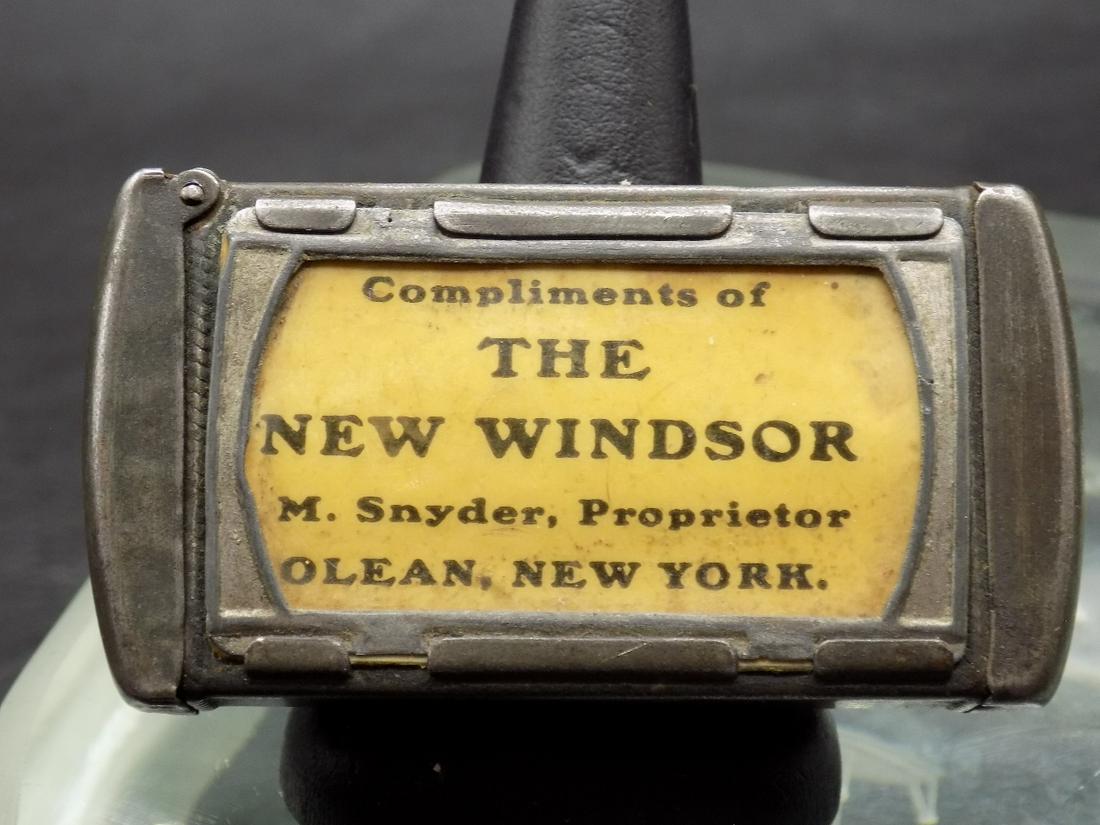 Compliments of
THE
NEW WINDSOR
M. Snyder, Proprietor
OLEAN, NEW YORK.